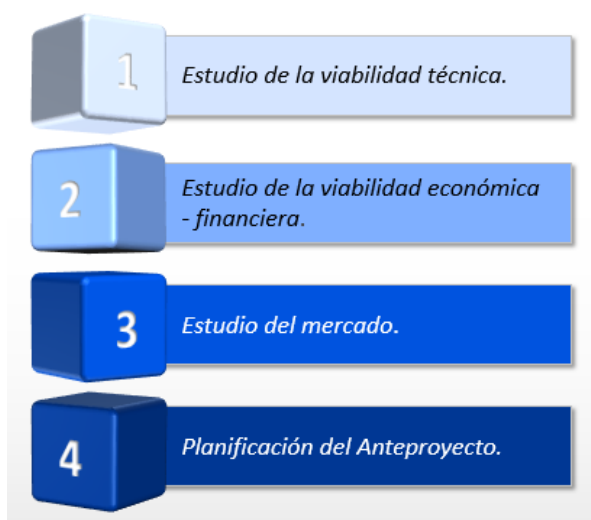 1
Estudio de la viabilidad técnica.
2
Estudio de la viabilidad económica
- financiera.
3
Estudio del mercado.
4
Planificación del Anteproyecto.